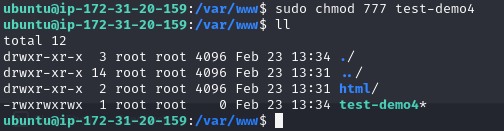 ubuntu@ip-172-31-20-159:/var/www$ sudo chmod 777 test-demo4
ubuntu@ip-172-31-20-159:/var/www$ ll
total 12
drwxr-xr-x  3 root root 4096 Feb 23 13:34 ./
drwxr-xr-x 14 root root 4096 Feb 23 13:31 ../
drwxr-xr-x  2 root root 4096 Feb 23 13:31 html/
-rwxrwxrwx  1 root root    0 Feb 23 13:34 test-demo4*
ubuntu@ip-172-31-20-159:/var/www$